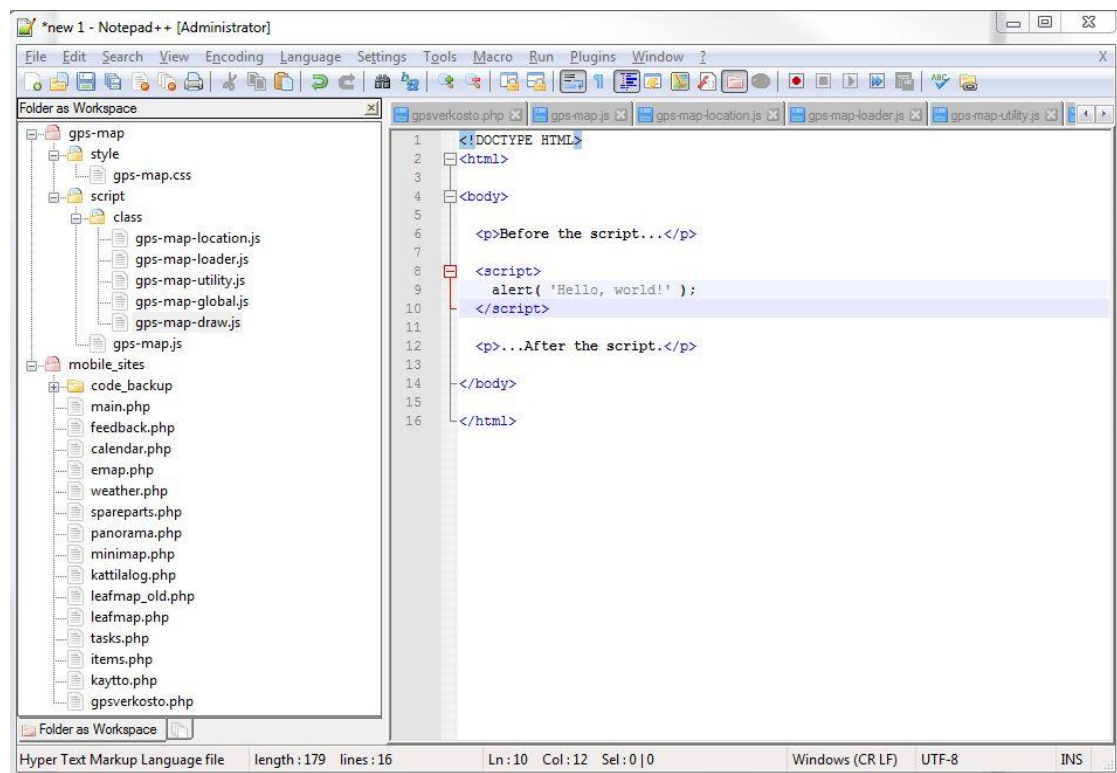 *new 1 - Notepad++ [Administrator]
File Edit Search View Encoding Language Settings Tools Macro Run Plugins Window ?
X
ABC
Folder as Workspace
gpsverkosto.php gps-map.js gps-map-location.js gps-map-loader.js gps-map-utility.js
gps-map
style
gps-map.css
script
class
gps-map-location.js
gps-map-loader.js
gps-map-utility.js
gps-map-global.js
gps-map-draw.js
gps-map.js
mobile_sites
code_backup
main.php
feedback.php
calendar.php
emap.php
weather.php
spareparts.php
panorama.php
minimap.php
kattilalog.php
leafmap_old.php
leafmap.php
tasks.php
items.php
kaytto.php
gpsverkosto.php
Folder as Workspace
1 <!DOCTYPE HTML>
2 <html>
3
4 <body>
5
6 <p>Before the script...</p>
7
8 <script>
9 alert( 'Hello, world!' );
10 </script>
11
12 <p>...After the script.</p>
13
14 </body>
15
16 </html>
Hyper Text Markup Language file length : 179 lines : 16 Ln : 10 Col : 12 Sel : 0 | 0 Windows (CR LF) UTF-8 INS